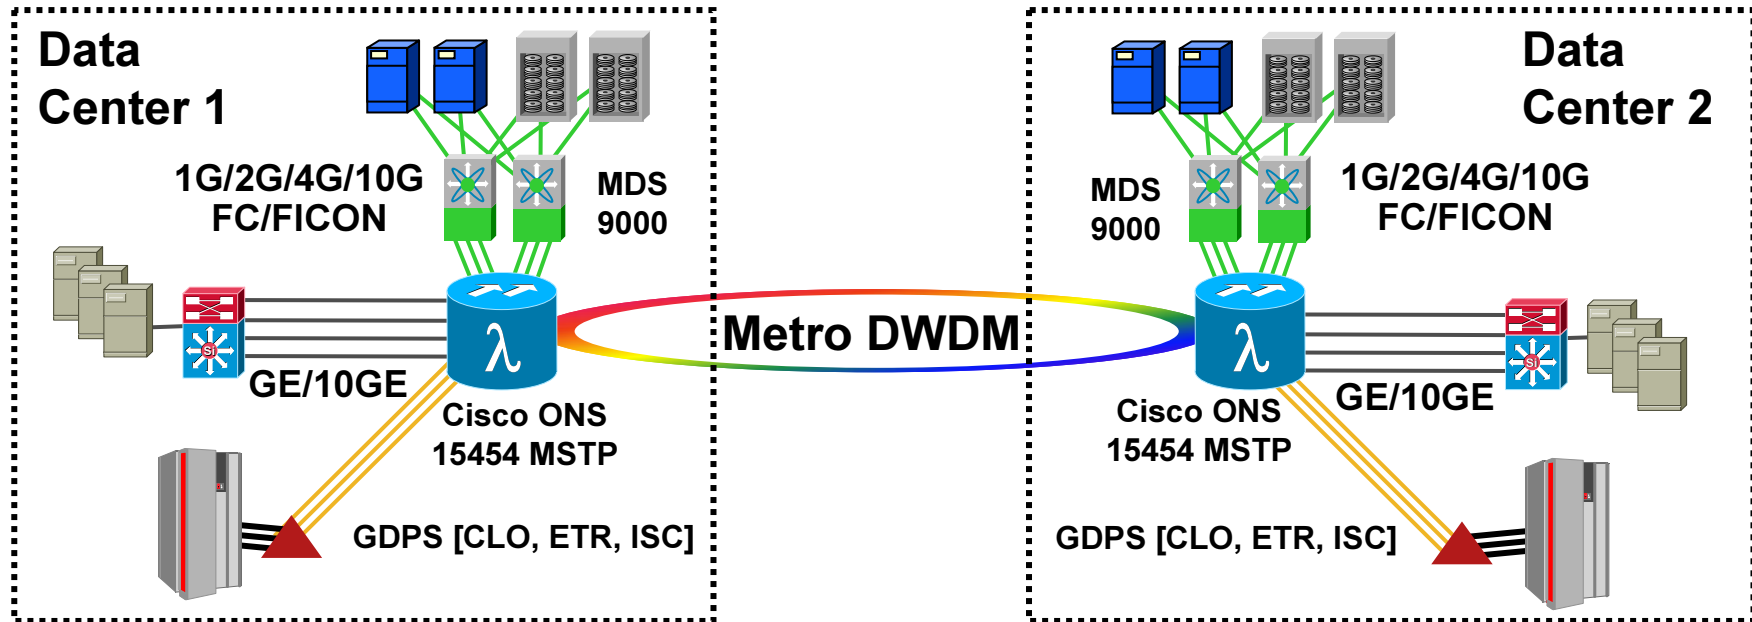 Data
Center 1
1G/2G/4G/10G
FC/FICON
MDS
9000
Si
GE/10GE
λ
Cisco ONS
15454 MSTP
GDPS [CLO, ETR, ISC]
Metro DWDM
Data
Center 2
MDS
9000
1G/2G/4G/10G
FC/FICON
λ
Si
GE/10GE
Cisco ONS
15454 MSTP
GDPS [CLO, ETR, ISC]